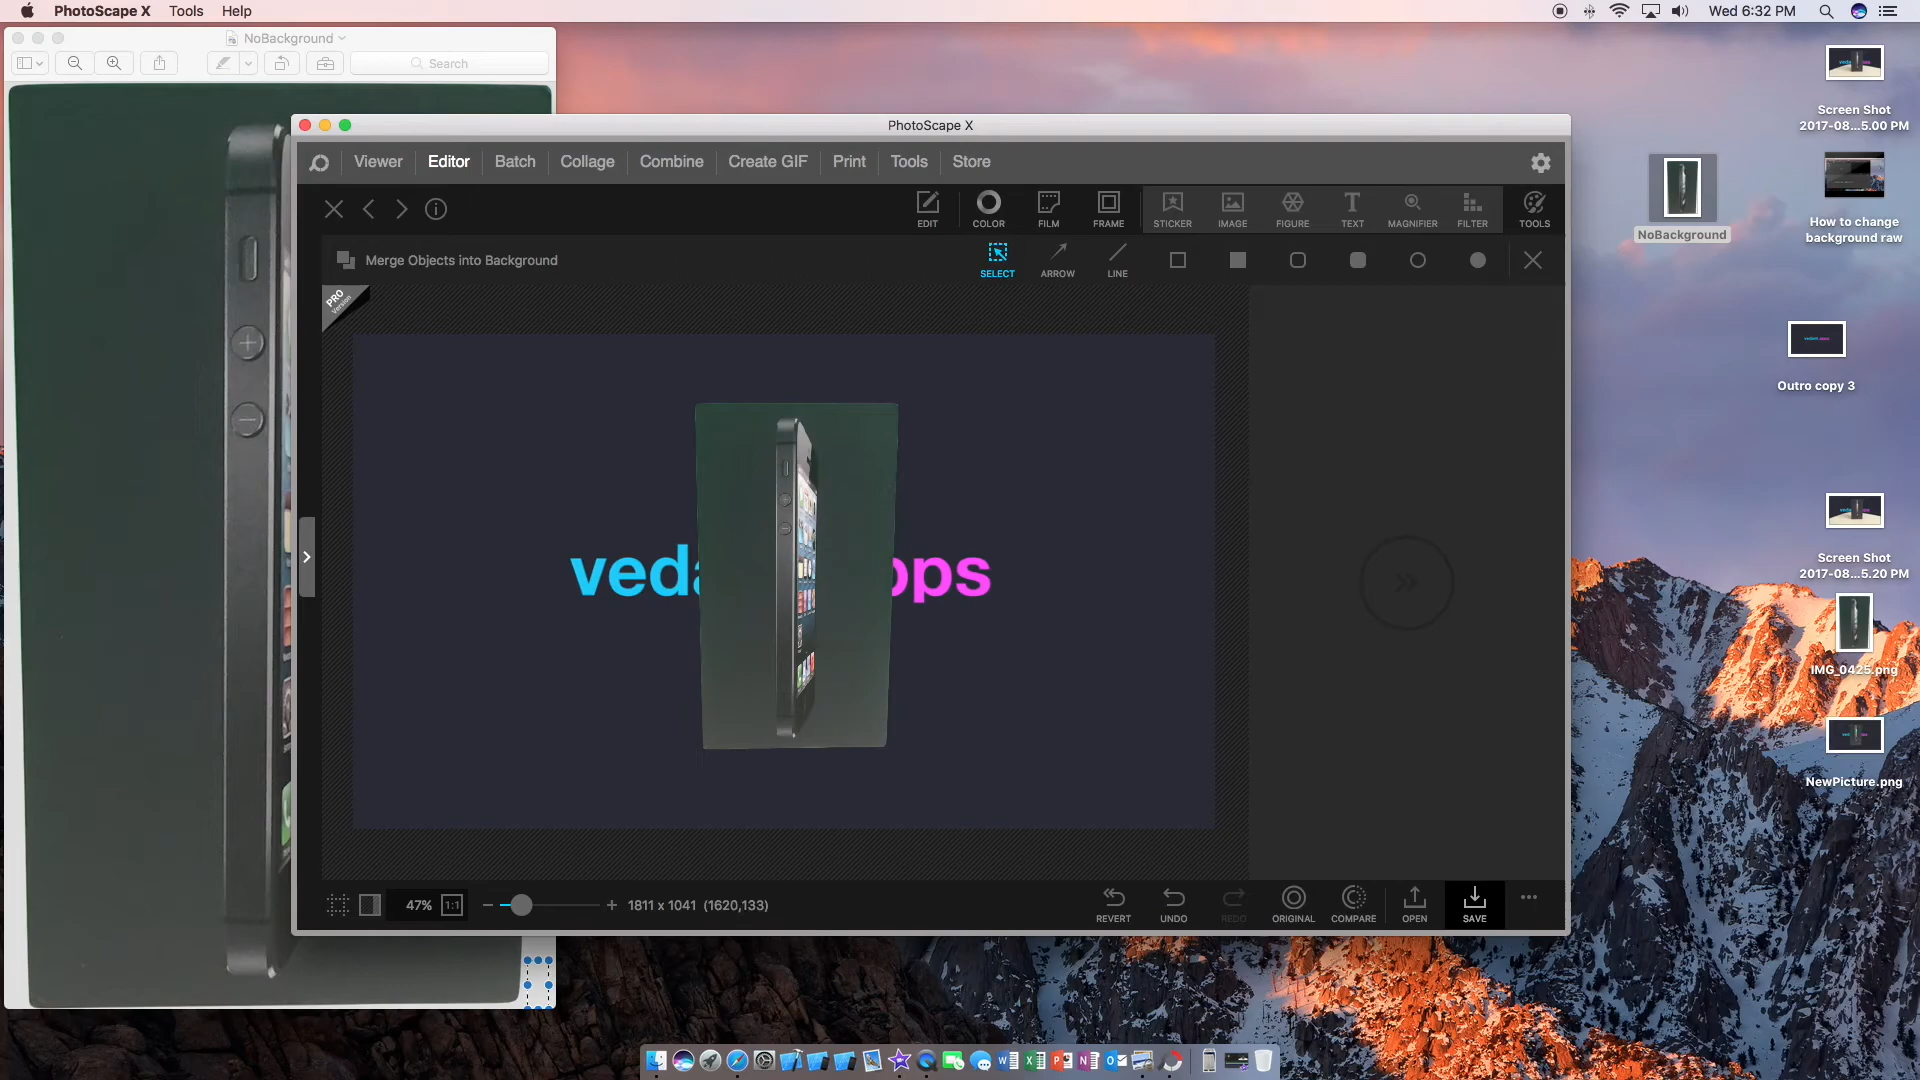 PhotoScape X Tools Help
Wed 6:32 PM
NoBackground
Search
PhotoScape X
Viewer Editor Batch Collage Combine Create GIF Print Tools Store
EDIT COLOR FILM FRAME STICKER IMAGE FIGURE TEXT MAGNIFIER FILTER TOOLS
Merge Objects into Background
SELECT ARROW LINE
PRO
Version
veda
pps
47% 1:1 1811 x 1041 (1620,133)
REVERT UNDO REDO ORIGINAL COMPARE OPEN SAVE
Screen Shot
2017-08...5.00 PM
NoBackground
How to change
background raw
Outro copy 3
Screen Shot
2017-08...5.20 PM
IMG_0425.png
NewPicture.png